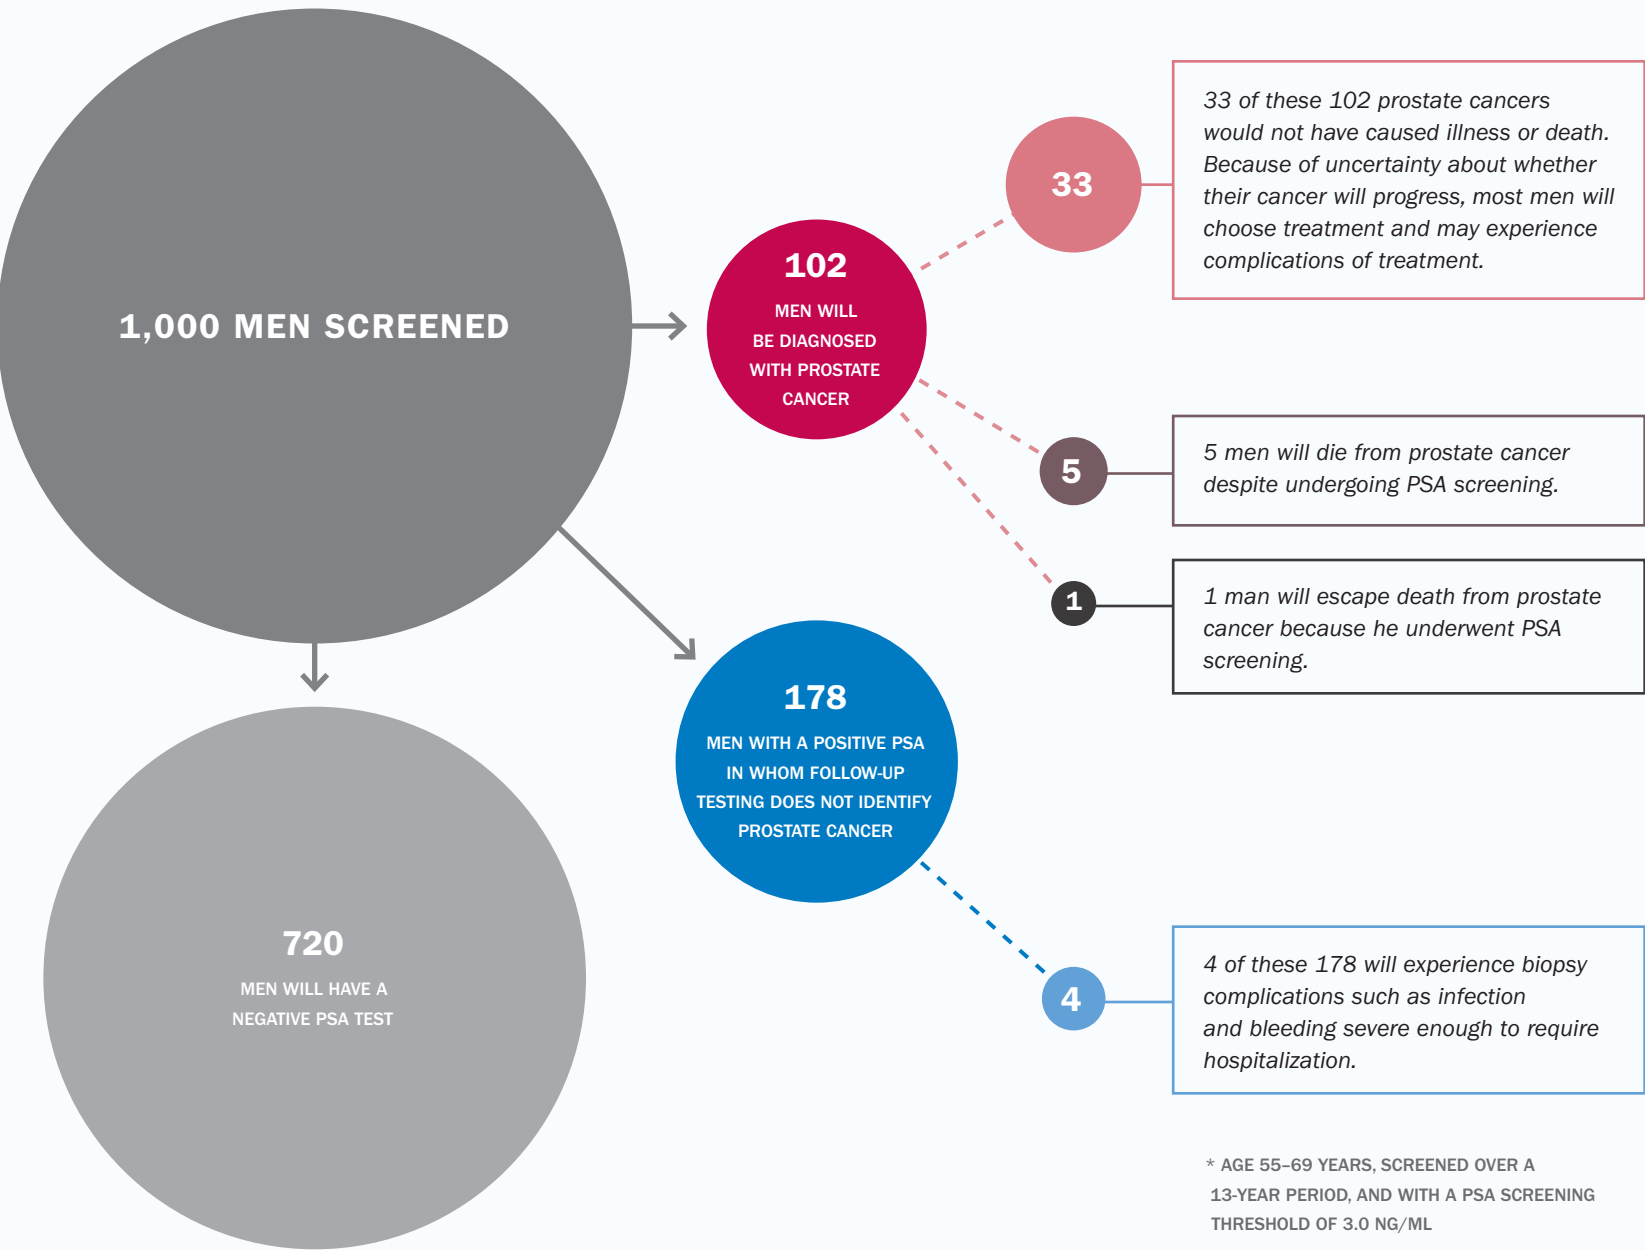 1,000 MEN SCREENED
102
MEN WILL
BE DIAGNOSED
WITH PROSTATE
CANCER
33
33 of these 102 prostate cancers
would not have caused illness or death.
Because of uncertainty about whether
their cancer will progress, most men will
choose treatment and may experience
complications of treatment.
5
5 men will die from prostate cancer
despite undergoing PSA screening.
1
1 man will escape death from prostate
cancer because he underwent PSA
screening.
178
MEN WITH A POSITIVE PSA
IN WHOM FOLLOW-UP
TESTING DOES NOT IDENTIFY
PROSTATE CANCER
4
4 of these 178 will experience biopsy
complications such as infection
and bleeding severe enough to require
hospitalization.
720
MEN WILL HAVE A
NEGATIVE PSA TEST
* AGE 55–69 YEARS, SCREENED OVER A
13-YEAR PERIOD, AND WITH A PSA SCREENING
THRESHOLD OF 3.0 NG/ML